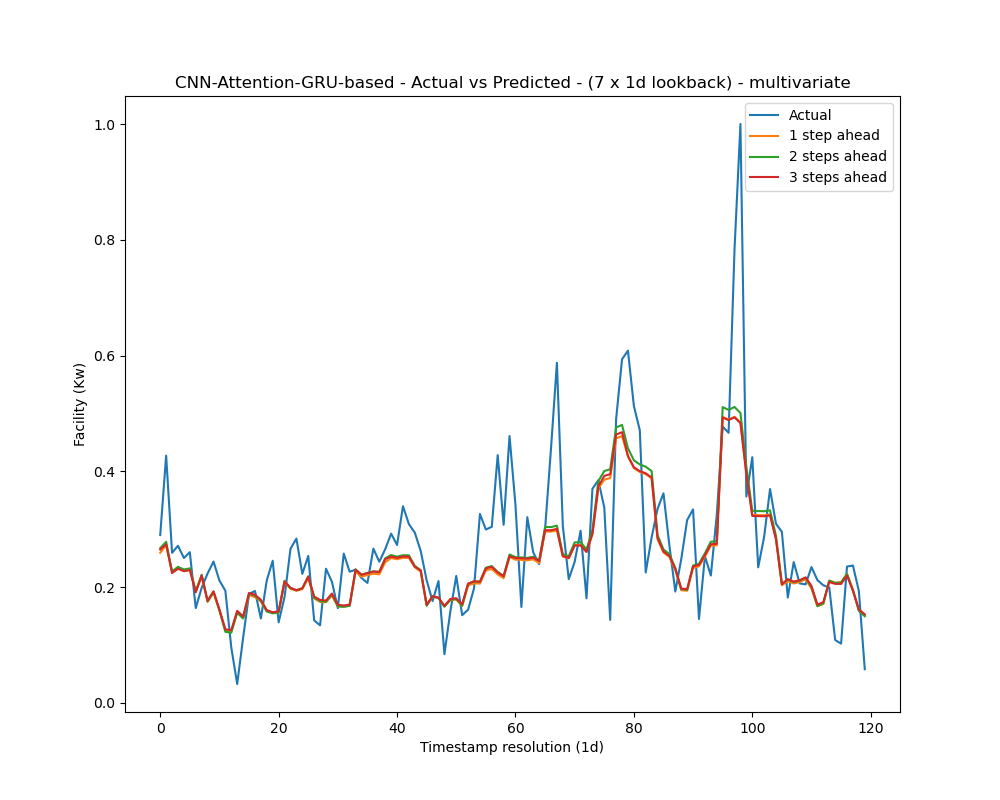 CNN-Attention-GRU-based - Actual vs Predicted - (7 x 1d lookback) - multivariate
Actual
1 step ahead
2 steps ahead
3 steps ahead
1.0
0.8
0.6
0.4
0.2
0.0
Facility (Kw)
0 20 40 60 80 100 120
Timestamp resolution (1d)